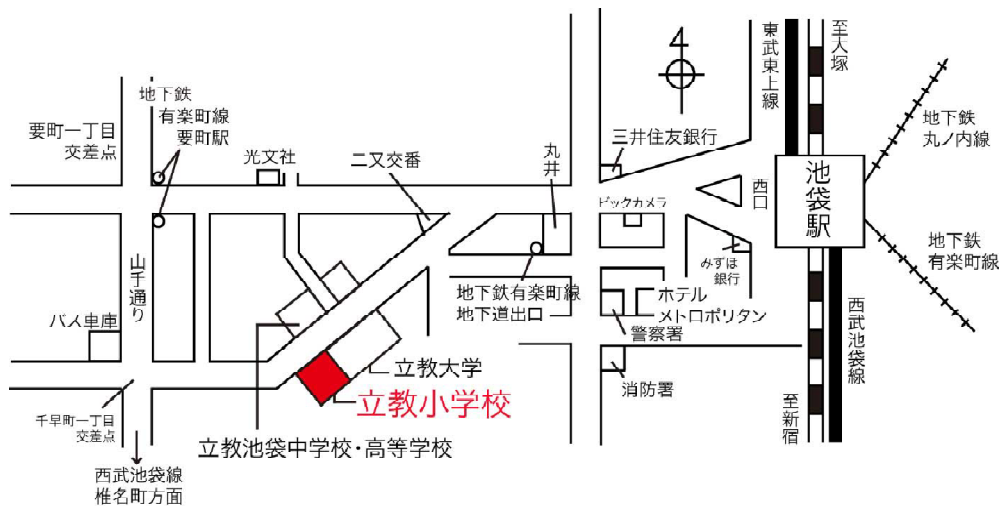 東武東上線
至大塚
地下鉄
丸ノ内線
池袋駅
西口
地下鉄
有楽町線
西武池袋線
至新宿
三井住友銀行
丸井
ビックカメラ
みずほ
銀行
ホテル
メトロポリタン
警察署
消防署
地下鉄有楽町線
地下道出口
二又交番
光文社
地下鉄
有楽町線
要町駅
要町一丁目
交差点
山手通り
バス車庫
立教大学
立教小学校
立教池袋中学校・高等学校
千早町一丁目
交差点
西武池袋線
椎名町方面